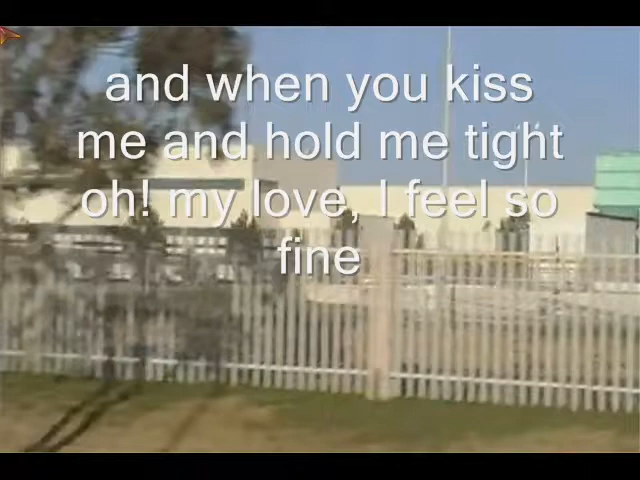 and when you kiss
me and hold me tight
oh! my love, I feel so
fine